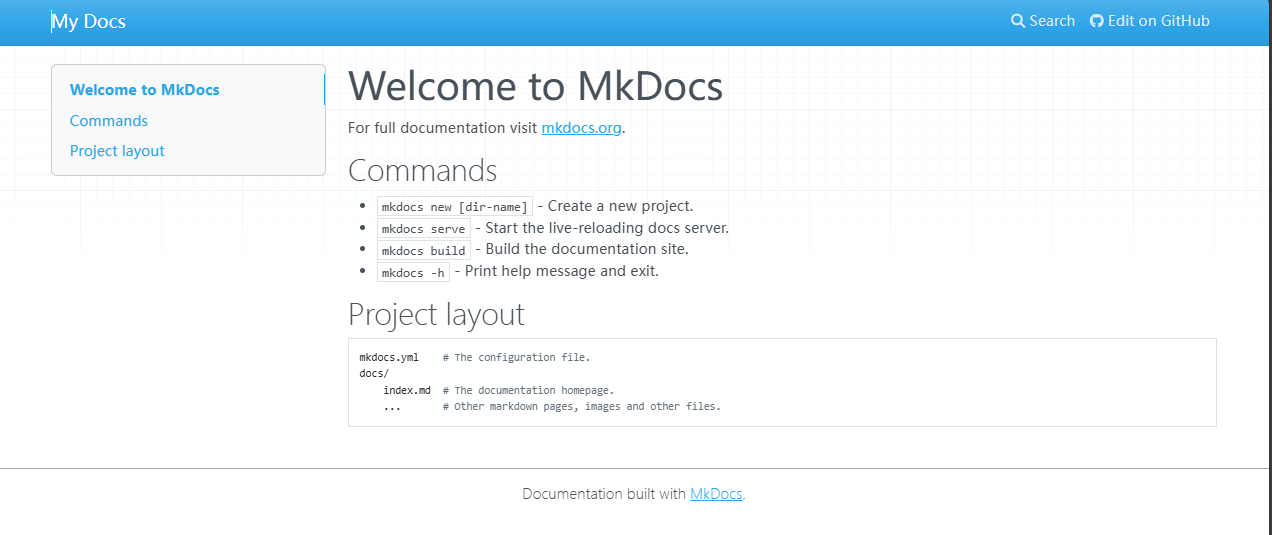 My Docs
Search
Edit on GitHub
Welcome to MkDocs
Commands
Project layout
Welcome to MkDocs
For full documentation visit mkdocs.org.
Commands
mkdocs new [dir-name] - Create a new project.
mkdocs serve - Start the live-reloading docs server.
mkdocs build - Build the documentation site.
mkdocs -h - Print help message and exit.
Project layout
mkdocs.yml    # The configuration file.
docs/
    index.md  # The documentation homepage.
    ...       # Other markdown pages, images and other files.
Documentation built with MkDocs.